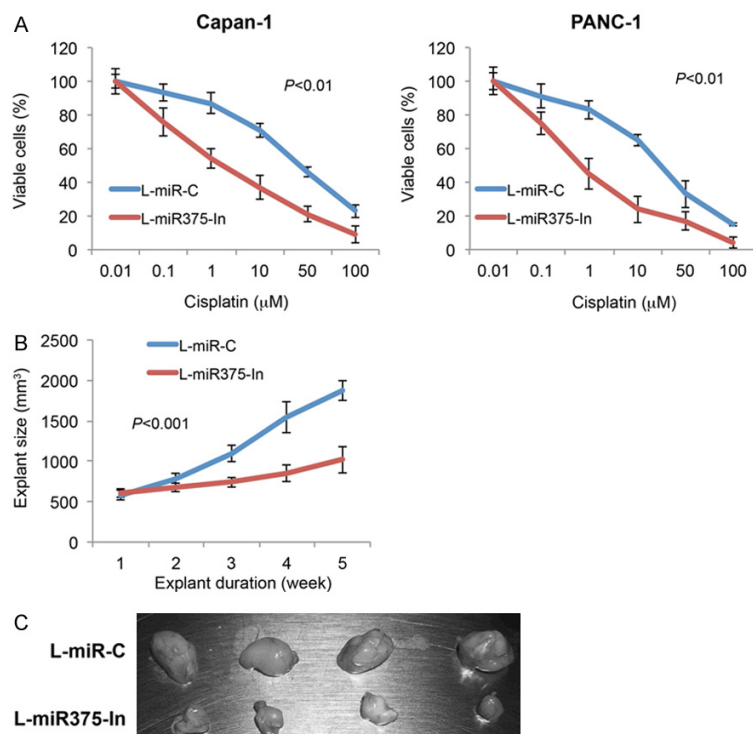 A
Capan-1
120
100
80
60
40
20
0
Viable cells (%)
P<0.01
L-miR-C
L-miR375-In
0.01 0.1 1 10 50 100
Cisplatin (μM)
PANC-1
120
100
80
60
40
20
0
Viable cells (%)
P<0.01
L-miR-C
L-miR375-In
0.01 0.1 1 10 50 100
Cisplatin (μM)
B
2500
2000
1500
1000
500
0
Explant size (mm³)
L-miR-C
L-miR375-In
P<0.001
1 2 3 4 5
Explant duration (week)
C
L-miR-C
L-miR375-In